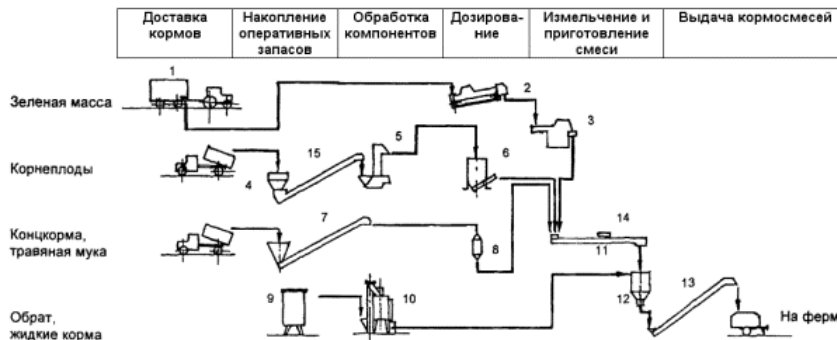 Доставка кормов
Накопление оперативных запасов
Обработка компонентов
Дозирова-
ние
Измельчение и приготовление смеси
Выдача кормосмесей
1
Зеленая масса
2
3
Корнеплоды
4
15
5
6
Концкорма,
травяная мука
7
8
14
11
Обрат,
жидкие корма
9
10
12
13
На ферм